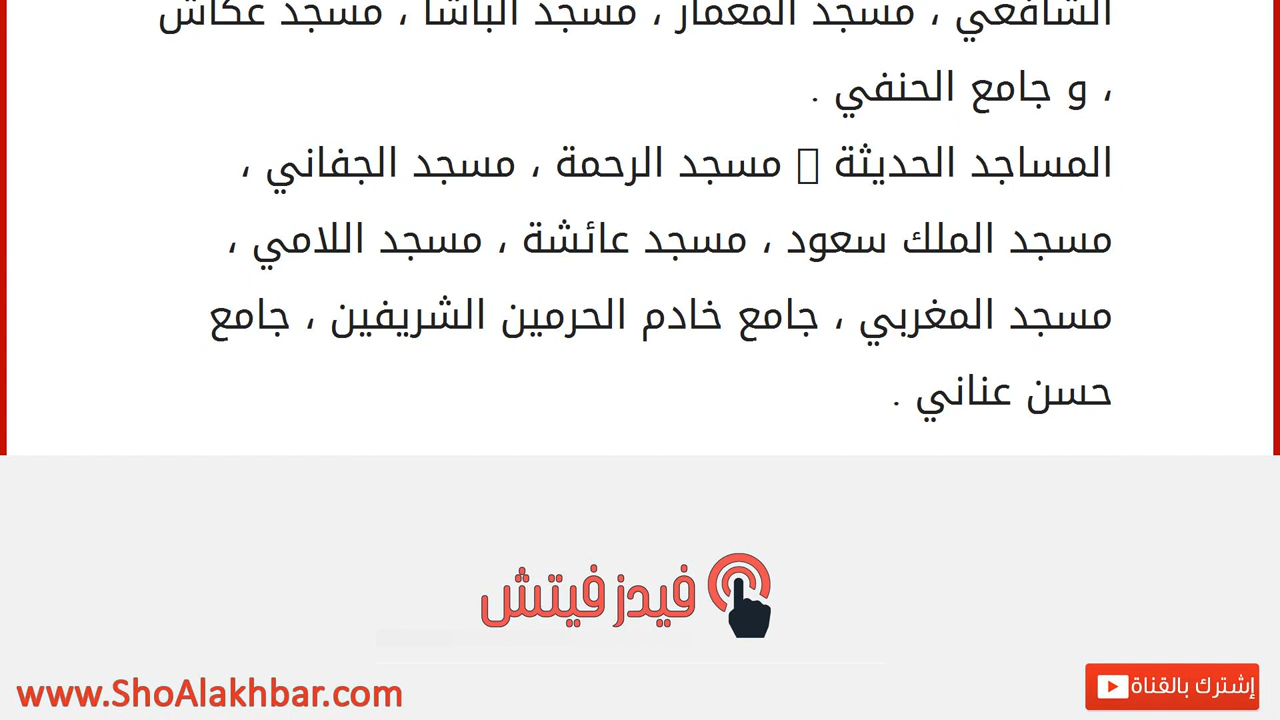 الشافعي ، مسجد المعمار ، مسجد الباشا ، مسجد عكاش
، و جامع الحنفي .
المساجد الحديثة مسجد الرحمة ، مسجد الجفاني ،
مسجد الملك سعود ، مسجد عائشة ، مسجد اللامي ،
مسجد المغربي ، جامع خادم الحرمين الشريفين ، جامع
حسن عناني .
فيدز فيتش
www.ShoAlakhbar.com
إشترك بالقناة